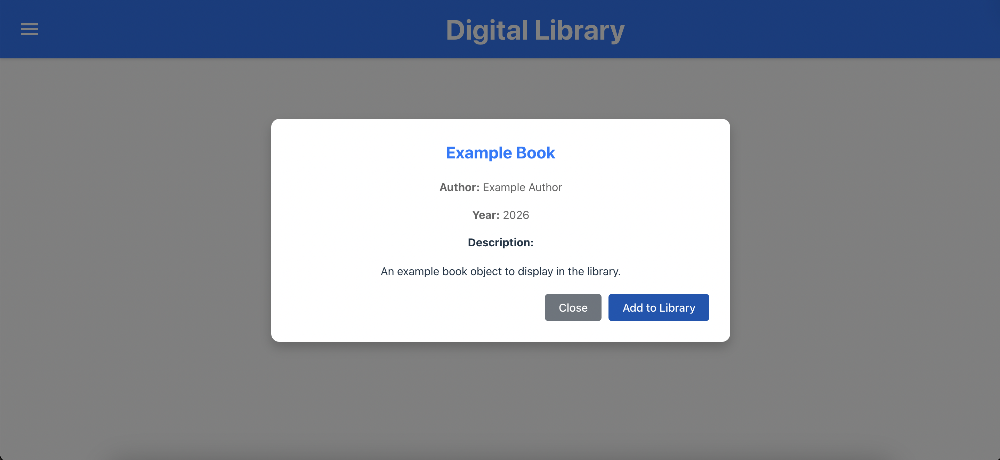 Digital Library
Example Book
Author: Example Author
Year: 2026
Description:
An example book object to display in the library.
Close
Add to Library